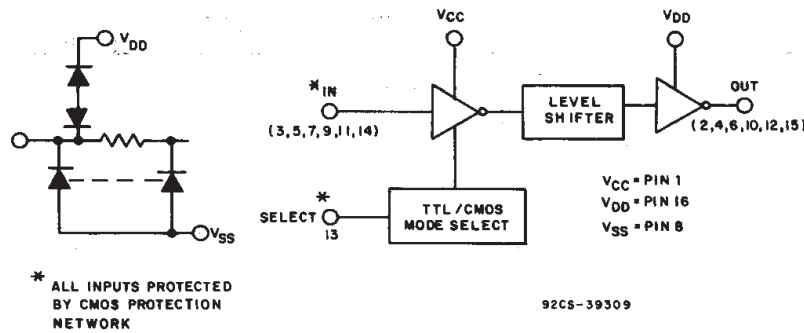 VDD
VSS
* ALL INPUTS PROTECTED
BY CMOS PROTECTION
NETWORK
VCC
VDD
* IN
(3,5,7,9,11,14)
LEVEL
SHIFTER
OUT
(2,4,6,10,12,15)
*
SELECT
13
TTL/CMOS
MODE SELECT
VCC = PIN 1
VDD = PIN 16
VSS = PIN 8
92CS-39309